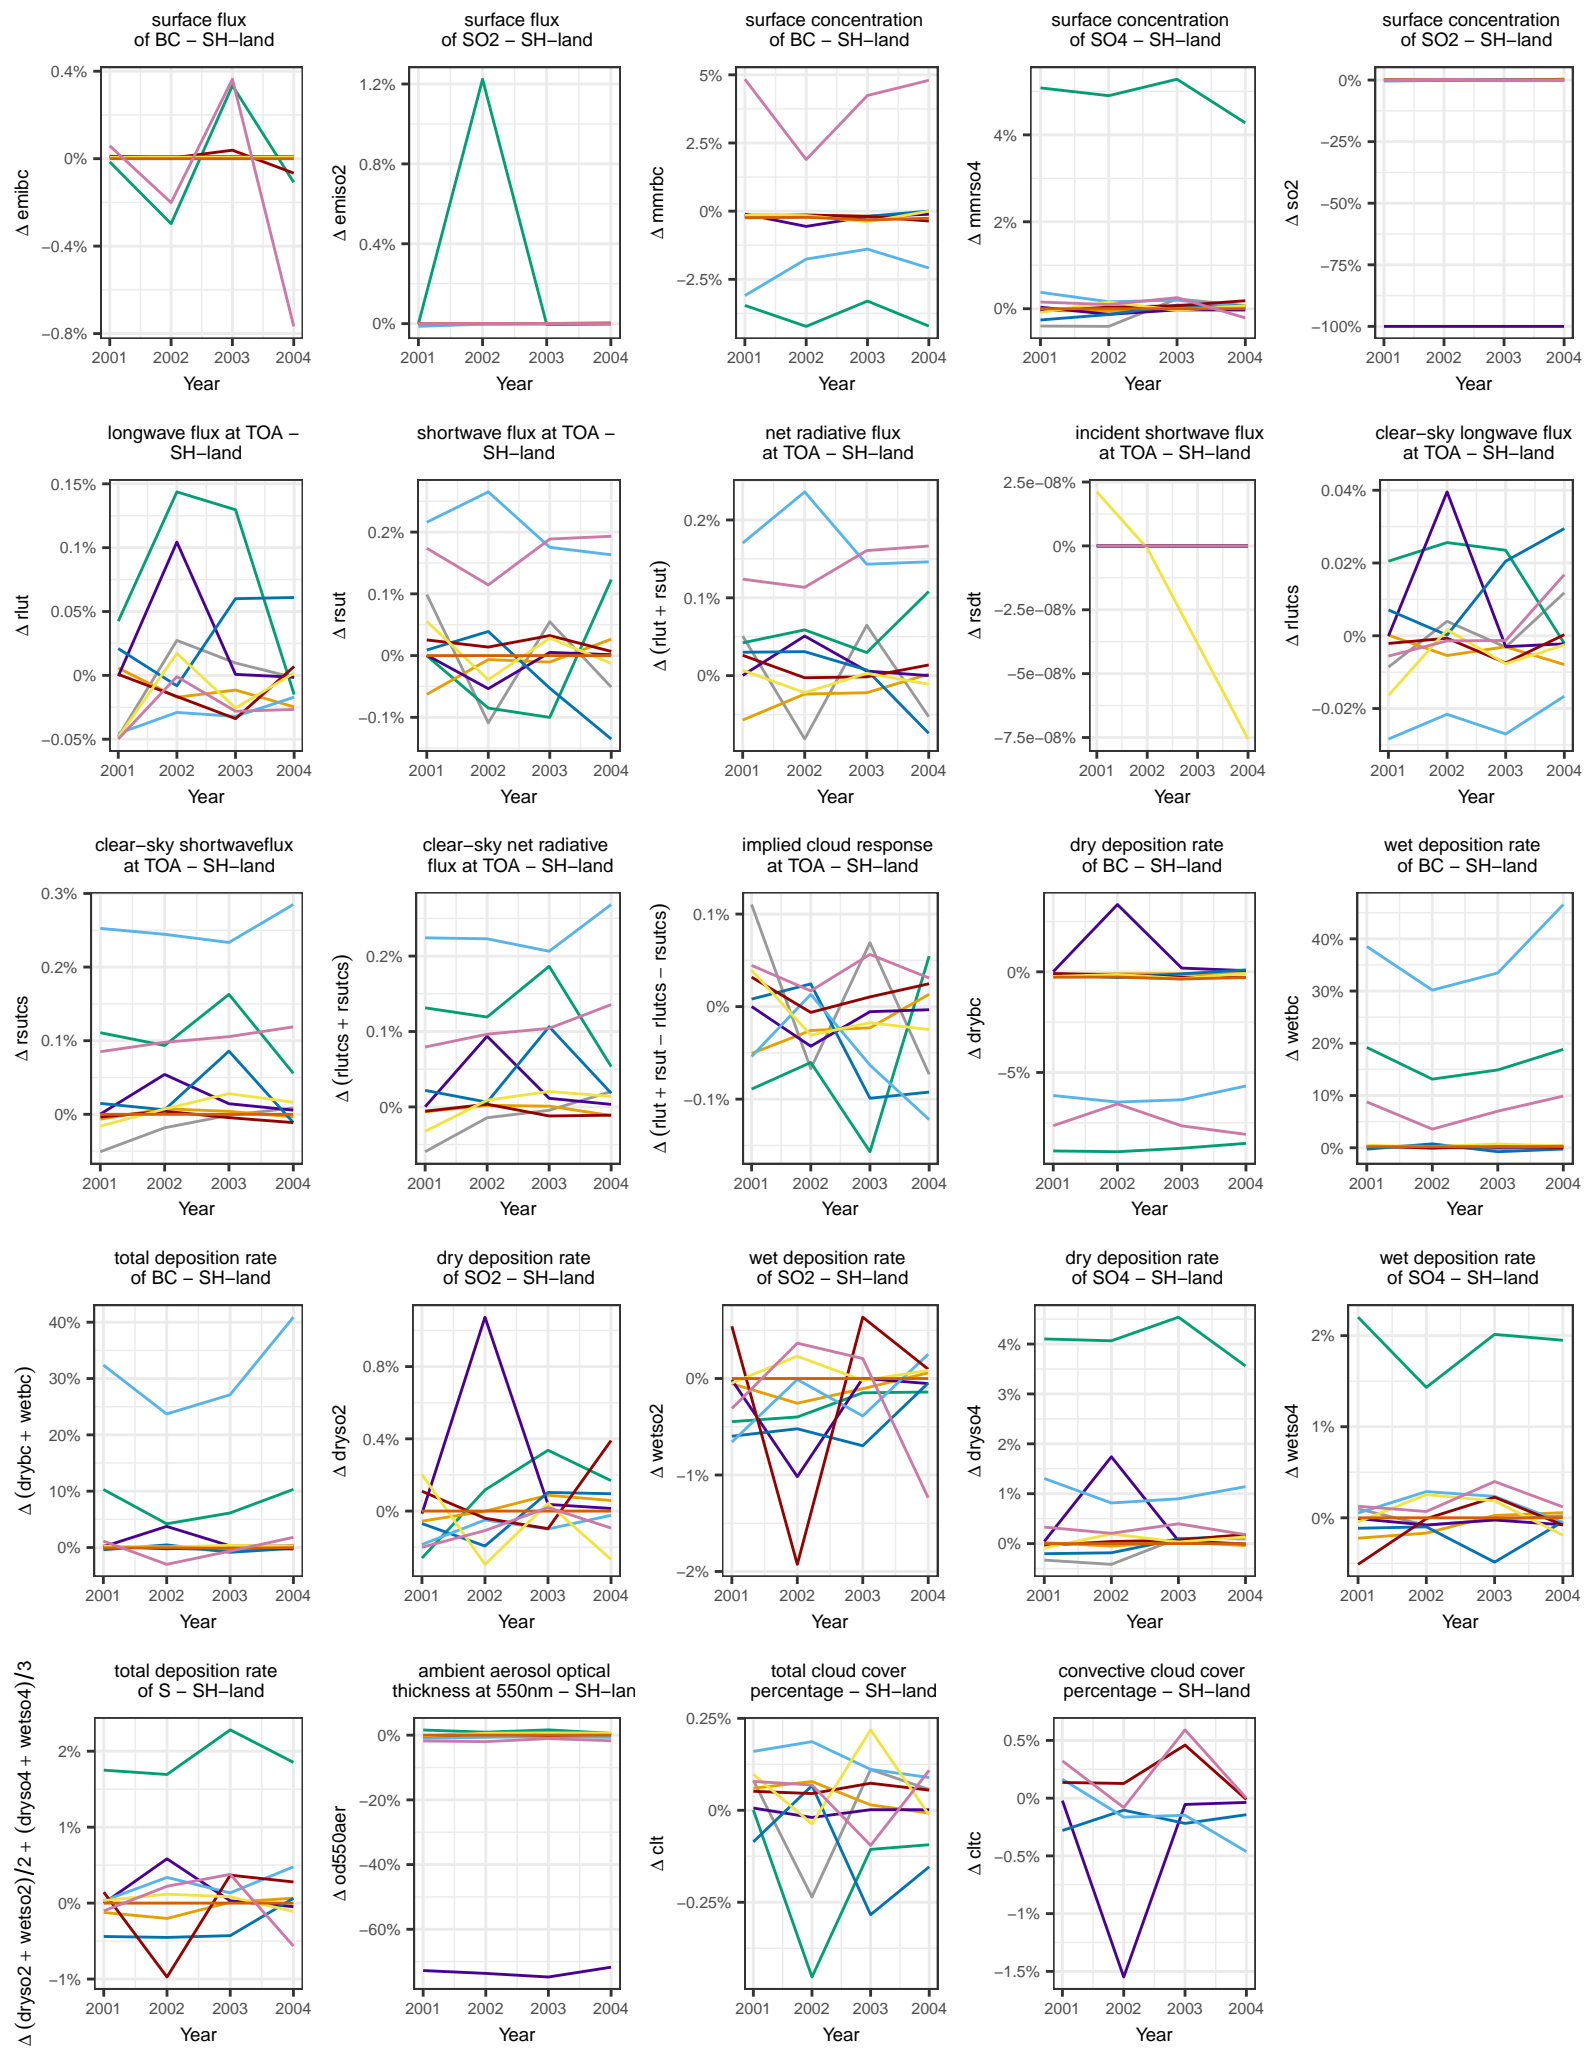 surface flux
of BC − SH−land
0.4%
0%
−0.4%
−0.8%
2001 2002 2003 2004
Year
Δ emibc
surface flux
of SO2 − SH−land
1.2%
0.8%
0.4%
0%
2001 2002 2003 2004
Year
Δ emiso2
surface concentration
of BC − SH−land
5%
2.5%
0%
−2.5%
2001 2002 2003 2004
Year
Δ mmrbc
surface concentration
of SO4 − SH−land
4%
2%
0%
2001 2002 2003 2004
Year
Δ mmrso4
surface concentration
of SO2 − SH−land
0%
−25%
−50%
−75%
−100%
2001 2002 2003 2004
Year
Δ so2
longwave flux at TOA −
SH−land
0.15%
0.1%
0.05%
0%
−0.05%
2001 2002 2003 2004
Year
Δ rlut
shortwave flux at TOA −
SH−land
0.2%
0.1%
0%
−0.1%
2001 2002 2003 2004
Year
Δ rsut
net radiative flux
at TOA − SH−land
0.2%
0.1%
0%
2001 2002 2003 2004
Year
Δ (rlut + rsut)
incident shortwave flux
at TOA − SH−land
2.5e−08%
0%
−2.5e−08%
−5e−08%
−7.5e−08%
2001 2002 2003 2004
Year
Δ rsdt
clear−sky longwave flux
at TOA − SH−land
0.04%
0.02%
0%
−0.02%
2001 2002 2003 2004
Year
Δ rlutcs
clear−sky shortwaveflux
at TOA − SH−land
0.3%
0.2%
0.1%
0%
2001 2002 2003 2004
Year
Δ rsutcs
clear−sky net radiative
flux at TOA − SH−land
0.2%
0.1%
0%
2001 2002 2003 2004
Year
Δ (rlutcs + rsutcs)
implied cloud response
at TOA − SH−land
0.1%
0%
−0.1%
2001 2002 2003 2004
Year
Δ (rlut + rsut − rlutcs − rsutcs)
dry deposition rate
of BC − SH−land
0%
−5%
2001 2002 2003 2004
Year
Δ drybc
wet deposition rate
of BC − SH−land
40%
30%
20%
10%
0%
2001 2002 2003 2004
Year
Δ wetbc
total deposition rate
of BC − SH−land
40%
30%
20%
10%
0%
2001 2002 2003 2004
Year
Δ (drybc + wetbc)
dry deposition rate
of SO2 − SH−land
0.8%
0.4%
0%
2001 2002 2003 2004
Year
Δ dryso2
wet deposition rate
of SO2 − SH−land
0%
−1%
−2%
2001 2002 2003 2004
Year
Δ wetso2
dry deposition rate
of SO4 − SH−land
4%
3%
2%
1%
0%
2001 2002 2003 2004
Year
Δ dryso4
wet deposition rate
of SO4 − SH−land
2%
1%
0%
2001 2002 2003 2004
Year
Δ wetso4
total deposition rate
of S − SH−land
2%
1%
0%
−1%
2001 2002 2003 2004
Year
Δ (dryso2 + wetso2)/2 + (dryso4 + wetso4)/3
ambient aerosol optical
thickness at 550nm − SH−lan
0%
−20%
−40%
−60%
2001 2002 2003 2004
Year
Δ od550aer
total cloud cover
percentage − SH−land
0.25%
0%
−0.25%
2001 2002 2003 2004
Year
Δ clt
convective cloud cover
percentage − SH−land
0.5%
0%
−0.5%
−1%
−1.5%
2001 2002 2003 2004
Year
Δ cltc